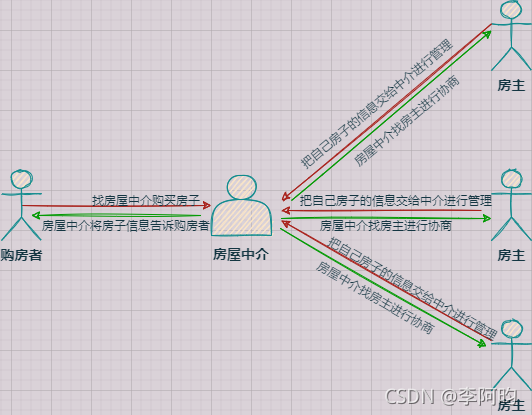 房主
把自己房子的信息交给中介进行管理
房屋中介找房主进行协商
找房屋中介购买房子
房屋中介将房子信息告诉购房者
购房者
房屋中介
把自己房子的信息交给中介进行管理
房屋中介找房主进行协商
房主
把自己房子的信息交给中介进行管理
房屋中介找房主进行协商
房主
CSDN @李阿昀